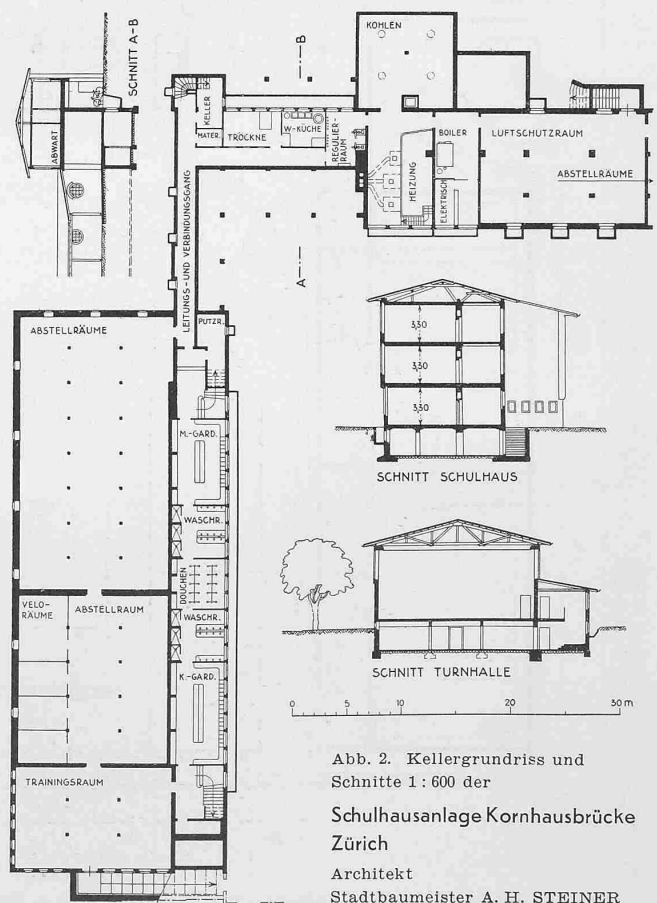 SCHNITT A-B
ABWART
B
KOHLEN
KELLER
MATER.
TRÖCKNE
W-KÜCHE
REGULIER-
RAUM
HEIZUNG
BOILER
ELEKTRISCH
LUFTSCHUTZRAUM
ABSTELLRÄUME
A
LEITUNGS- UND VERBINDUNGSGANG
ABSTELLRÄUME
PUTZR.
M.-GARD.
WASCHR.
DOUCHEN
WASCHR.
K.-GARD.
VELO-
RÄUME
ABSTELLRAUM
TRAININGSRAUM
3.30
3.30
3.30
SCHNITT SCHULHAUS
SCHNITT TURNHALLE
0 5 10 20 30 m
Abb. 2. Kellergrundriss und
Schnitte 1 : 600 der
Schulhausanlage Kornhausbrücke
Zürich
Architekt
Stadtbaumeister A. H. STEINER